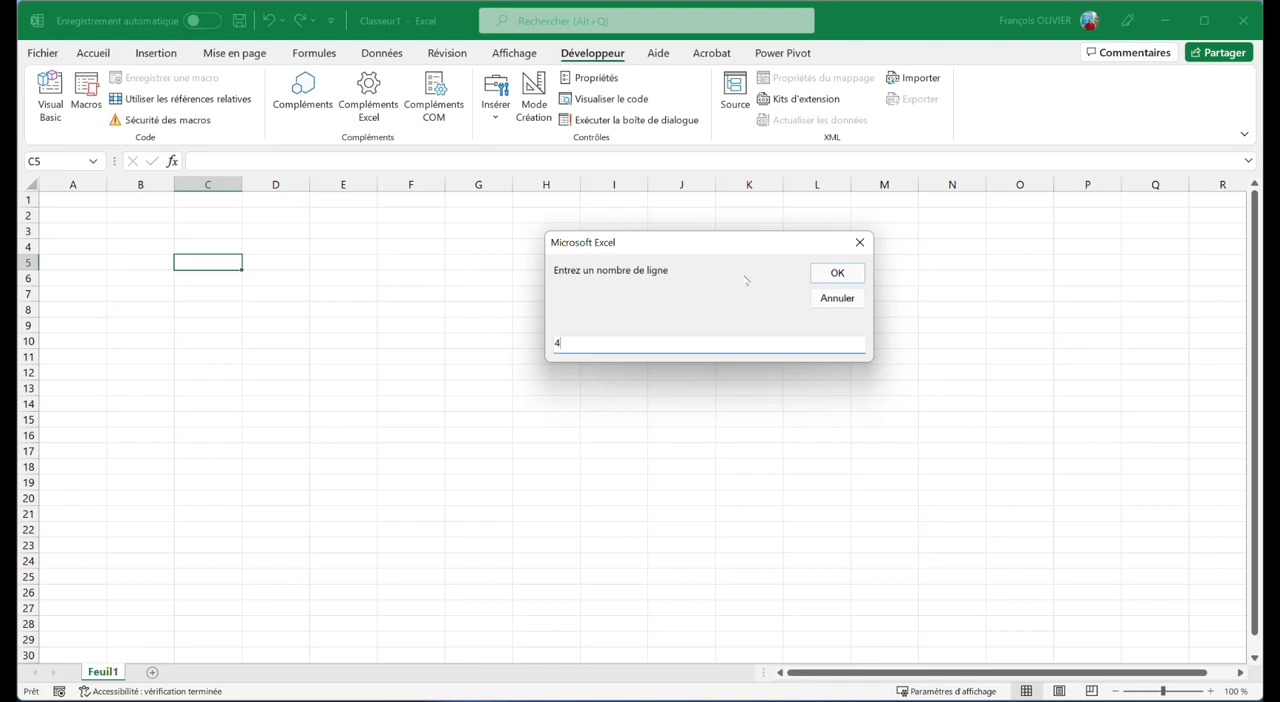 Enregistrement automatique Classeur1 - Excel Rechercher (Alt+Q) François OLIVIER
Fichier Accueil Insertion Mise en page Formules Données Révision Affichage Développeur Aide Acrobat Power Pivot Commentaires Partager
Visual Basic
Macros
Enregistrer une macro
Utiliser les références relatives
Sécurité des macros
Code
Compléments
Compléments Excel
Compléments COM
Compléments
Insérer
Mode Création
Propriétés
Visualiser le code
Exécuter la boîte de dialogue
Contrôles
Source
Propriétés du mappage
Kits d'extension
Actualiser les données
Importer
Exporter
XML
C5 fx
A B C D E F G H I J K L M N O P Q R
1
2
3
4
5
6
7
8
9
10
11
12
13
14
15
16
17
18
19
20
21
22
23
24
25
26
27
28
29
30
Microsoft Excel
Entrez un nombre de ligne
OK
Annuler
4
Feuil1
Prêt Accessibilité : vérification terminée Paramètres d'affichage 100 %